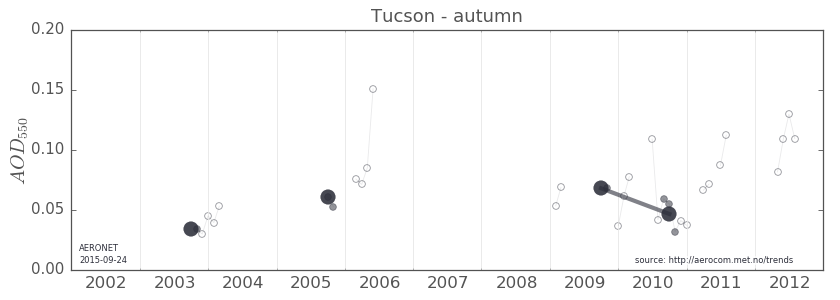 Tucson - autumn
0.20
0.15
0.10
0.05
0.00
AOD550
AERONET
2015-09-24
source: http://aerocom.met.no/trends
2002 2003 2004 2005 2006 2007 2008 2009 2010 2011 2012